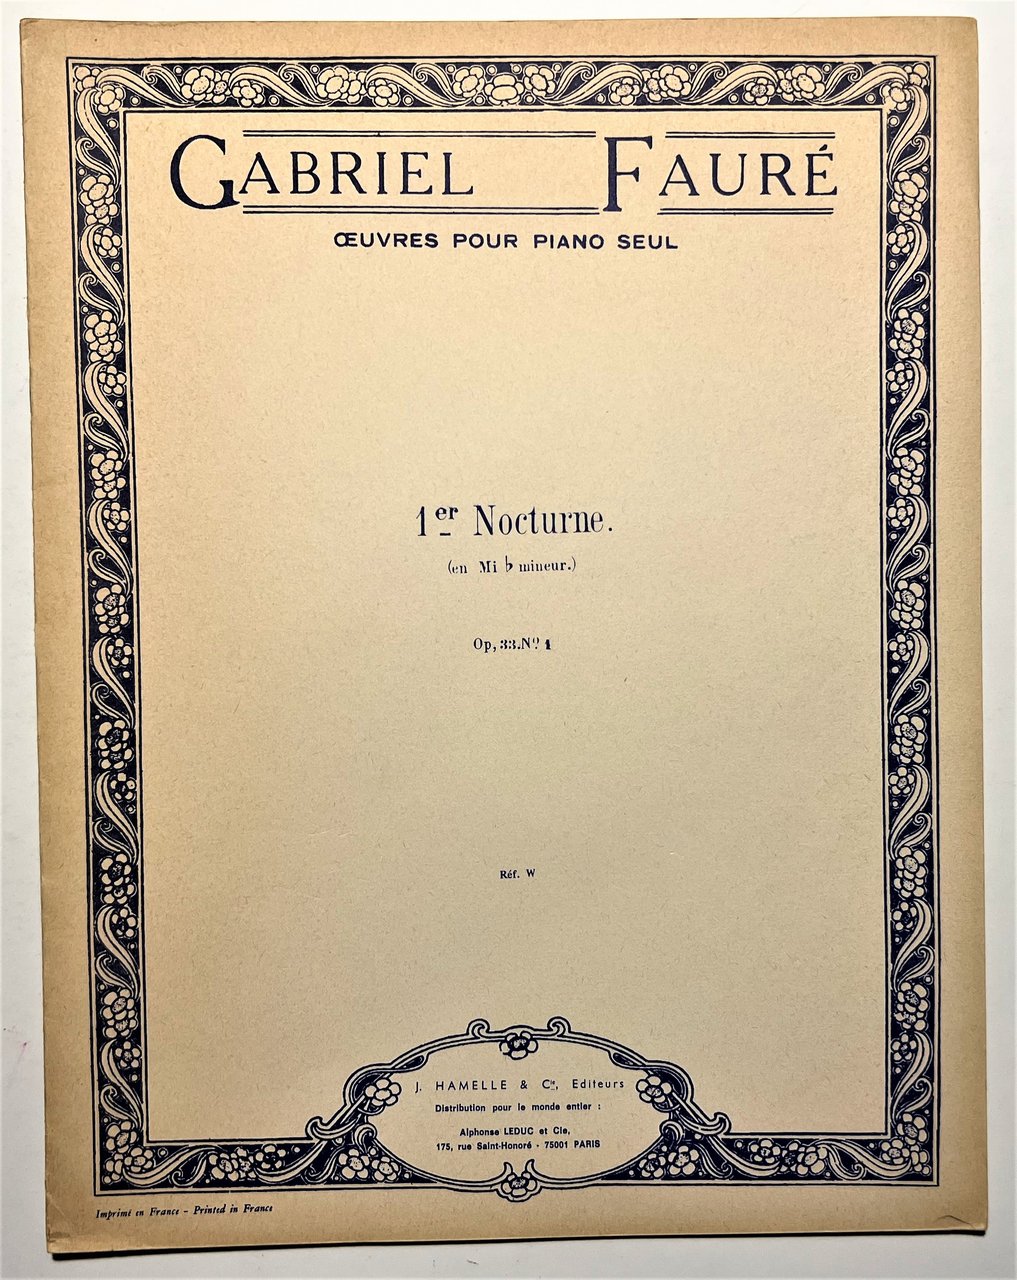 GABRIEL FAURÉ
ŒUVRES POUR PIANO SEUL
1er Nocturne.
(en Mi ♭ mineur.)
Op, 33. Nº 1
Réf. W
J. HAMELLE & Cie, Editeurs
Distribution pour le monde entier :
Alphonse LEDUC et Cie,
175, rue Saint-Honoré - 75001 PARIS
Imprimé en France - Printed in France